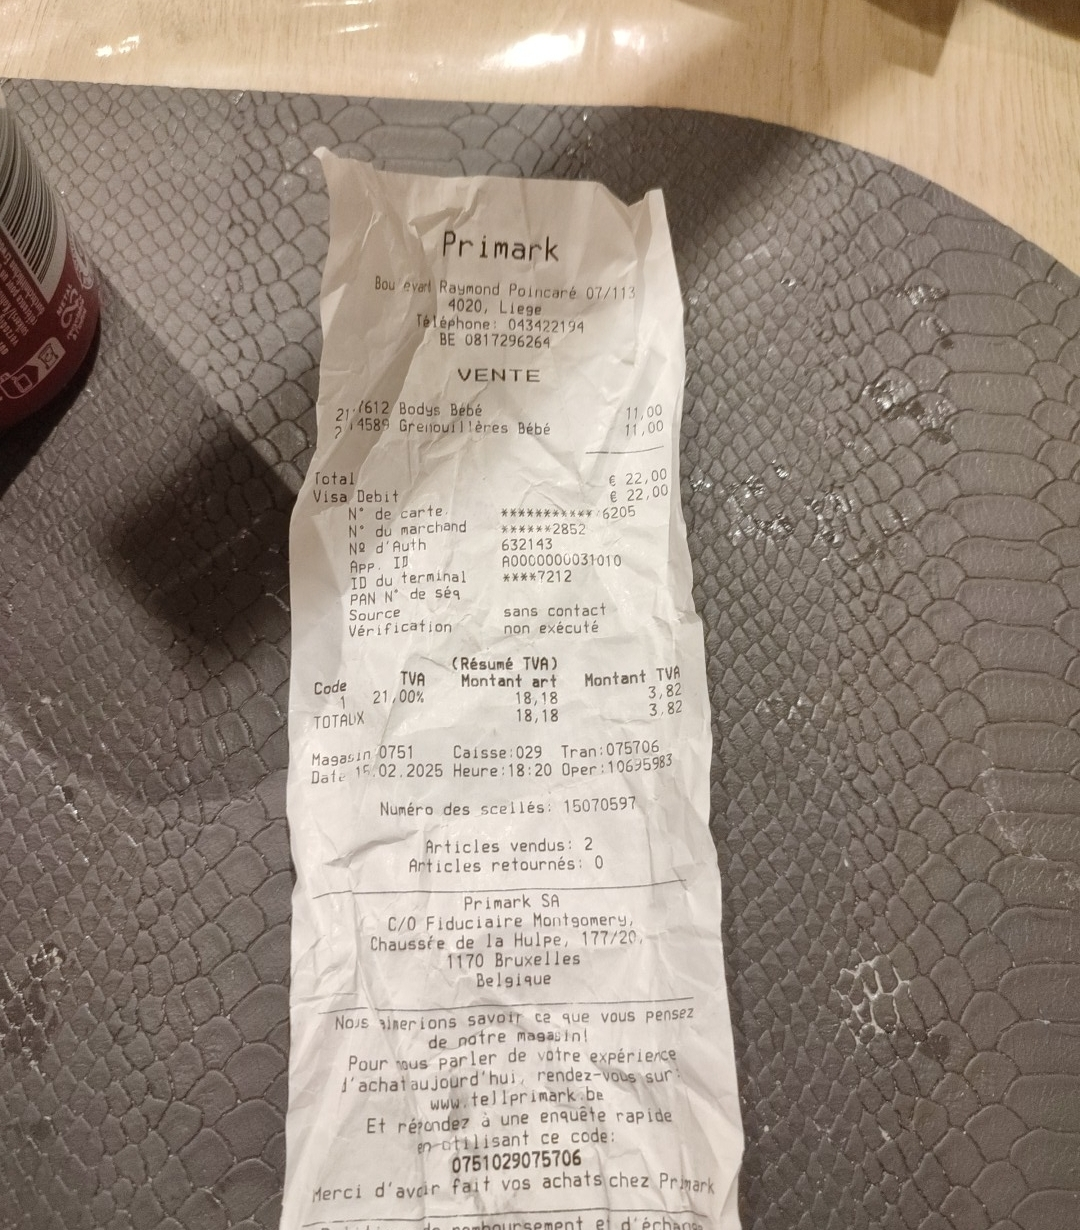 Primark
Boulevard Raymond Poincaré 07/113
4020, Liege
Téléphone: 043422194
BE 0817296264
VENTE
Bodys Bébé 11,00
Grenouillères Bébé 11,00
Total € 22,00
Visa Debit € 22,00
N° de carte ***********6205
N° du marchand ******2852
Nº d'Auth 632143
App. ID A0000000031010
ID du terminal ****7212
PAN N° de séq
Source sans contact
Vérification non exécuté
(Résumé TVA)
Code TVA Montant art Montant TVA
1 21,00% 18,18 3,82
TOTAUX 18,18 3,82
Magasin:0751 Caisse:029 Tran:075706
Date 15.02.2025 Heure:18:20 Oper:10695983
Numéro des scellés: 15070597
Articles vendus: 2
Articles retournés: 0
Primark SA
C/O Fiduciaire Montgomery,
Chaussée de la Hulpe, 177/20,
1170 Bruxelles
Belgique
Nous aimerions savoir ce que vous pensez
de notre magasin!
Pour nous parler de votre expérience
d'achat aujourd'hui, rendez-vous sur:
www.tellprimark.be
Et répondez à une enquête rapide
en utilisant ce code:
0751029075706
Merci d'avoir fait vos achats chez Primark